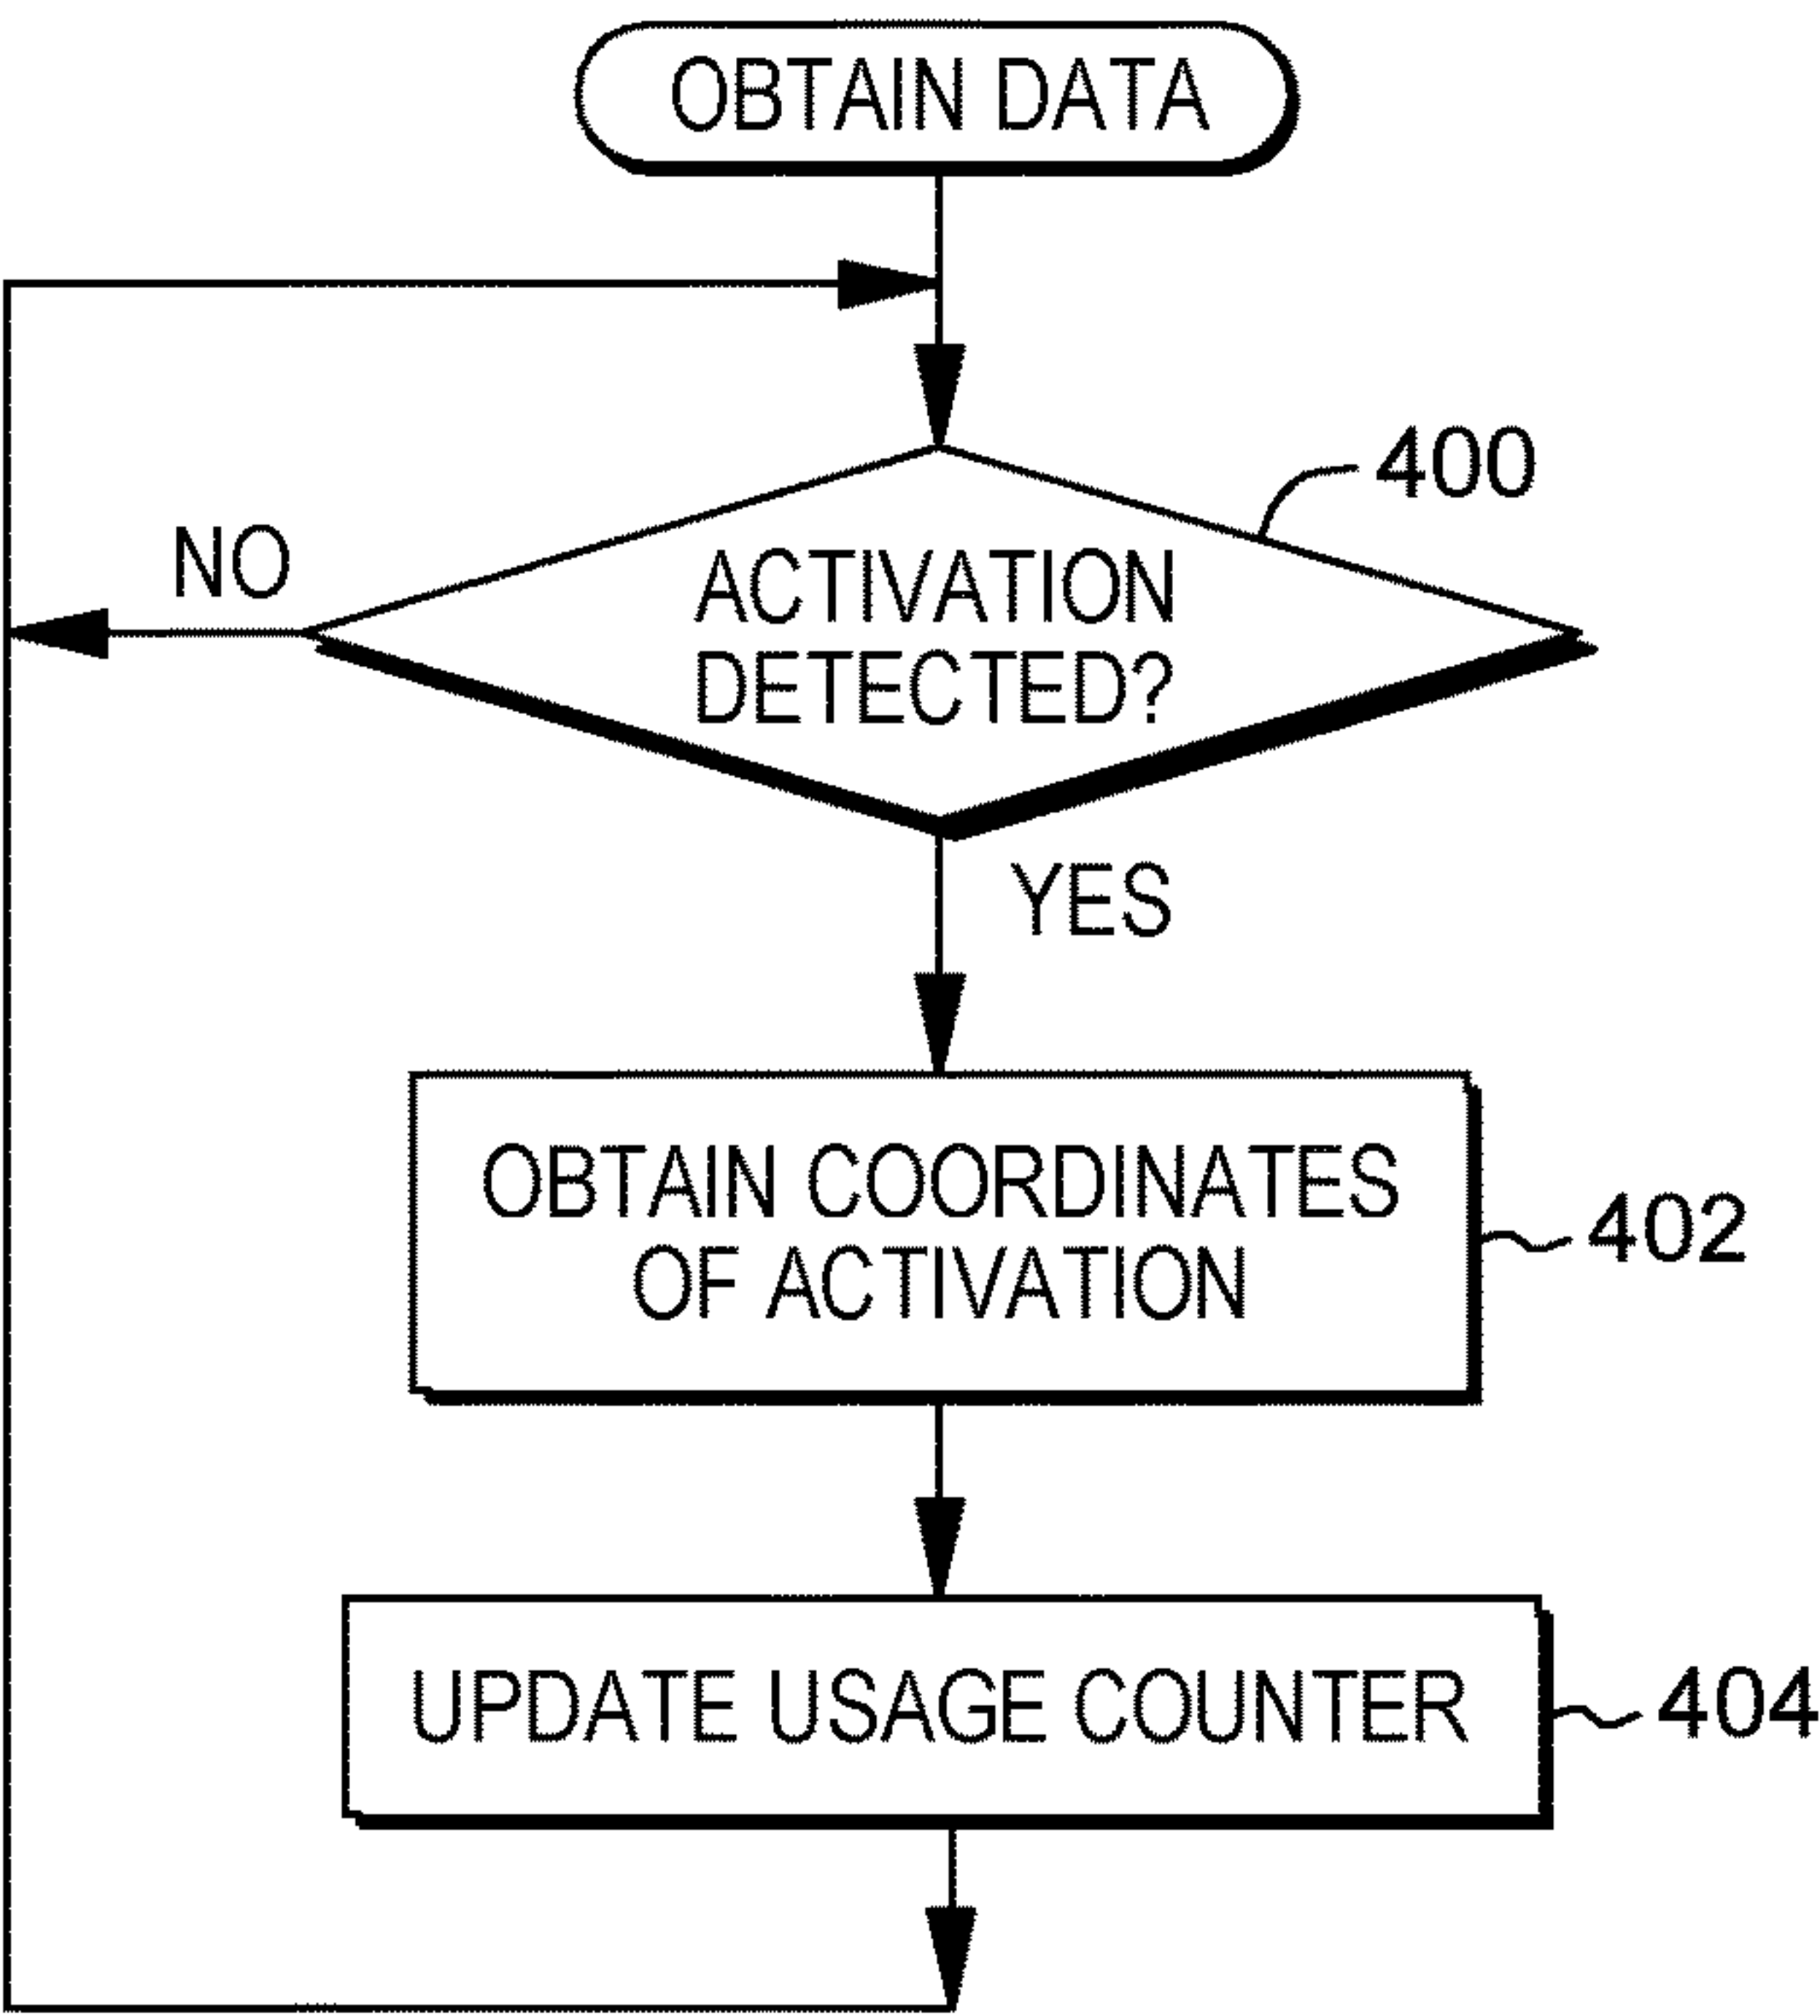 OBTAIN DATA
400
NO
ACTIVATION
DETECTED?
YES
OBTAIN COORDINATES
OF ACTIVATION
402
UPDATE USAGE COUNTER
404